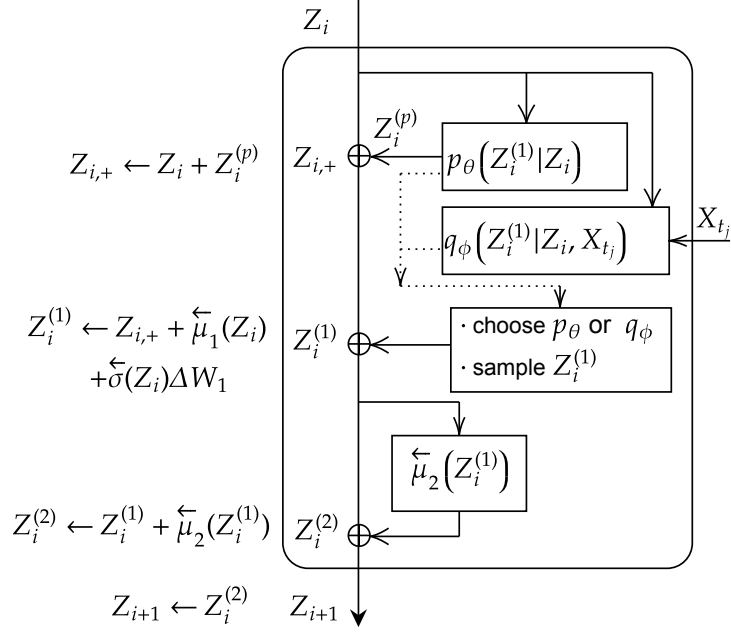 Z_i
Z_i^{(p)}
Z_{i,+} ← Z_i + Z_i^{(p)}
Z_{i,+}
p_θ(Z_i^{(1)}|Z_i)
q_ϕ(Z_i^{(1)}|Z_i, X_{t_j})
X_{t_j}
Z_i^{(1)} ← Z_{i,+} + \overleftarrow{μ}_1(Z_i)
+\overleftarrow{σ}(Z_i)ΔW_1
Z_i^{(1)}
· choose p_θ or q_ϕ
· sample Z_i^{(1)}
\overleftarrow{μ}_2(Z_i^{(1)})
Z_i^{(2)} ← Z_i^{(1)} + \overleftarrow{μ}_2(Z_i^{(1)})
Z_i^{(2)}
Z_{i+1} ← Z_i^{(2)}
Z_{i+1}